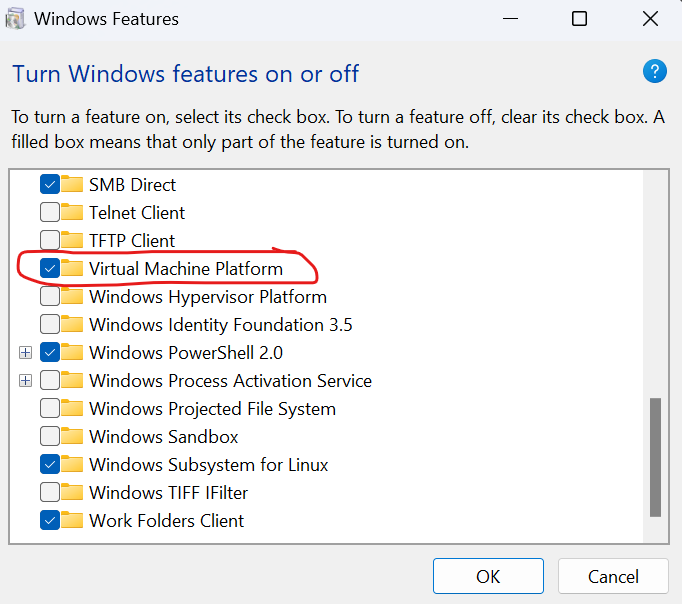 Windows Features
Turn Windows features on or off
?
To turn a feature on, select its check box. To turn a feature off, clear its check box. A
filled box means that only part of the feature is turned on.
SMB Direct
Telnet Client
TFTP Client
Virtual Machine Platform
Windows Hypervisor Platform
Windows Identity Foundation 3.5
Windows PowerShell 2.0
Windows Process Activation Service
Windows Projected File System
Windows Sandbox
Windows Subsystem for Linux
Windows TIFF IFilter
Work Folders Client
OK
Cancel